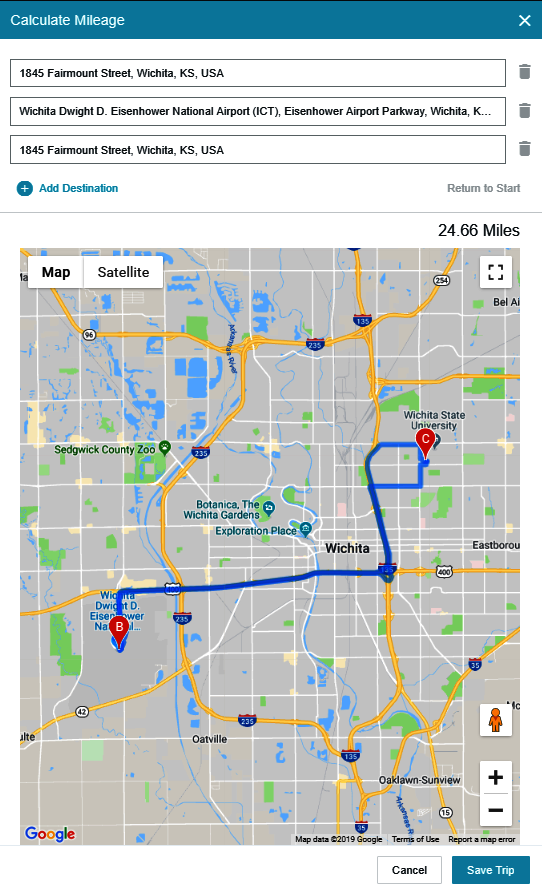 Calculate Mileage
1845 Fairmount Street, Wichita, KS, USA
Wichita Dwight D. Eisenhower National Airport (ICT), Eisenhower Airport Parkway, Wichita, K...
1845 Fairmount Street, Wichita, KS, USA
Add Destination
Return to Start
24.66 Miles
Map
Satellite
254
Bel Ai
135
96
235
Arkansas River
Wichita State
University
C
Sedgwick County Zoo
235
Botanica, The
Wichita Gardens
Exploration Place
Wichita
Eastborou
400
Wichita
Dwight D.
Eisenhower
Nat
B
235
35
42
235
Oatville
135
Oaklawn-Sunview
15
35
Google
Map data ©2019 Google
Terms of Use
Report a map error
Cancel
Save Trip